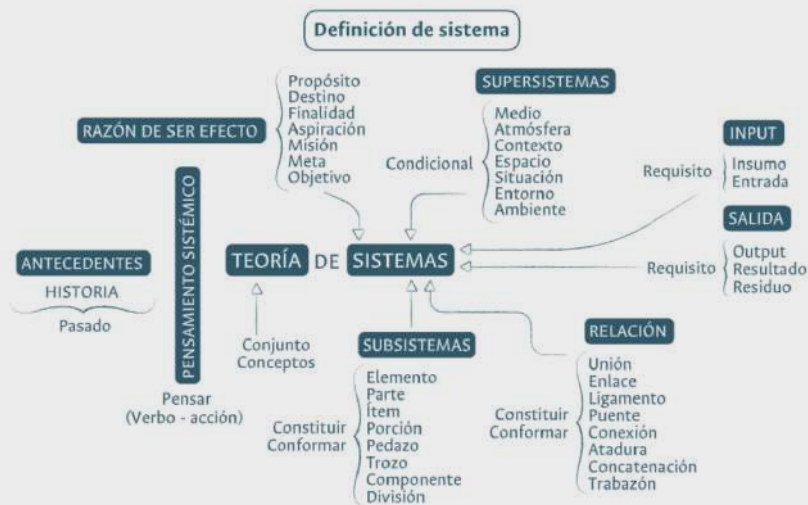 Definición de sistema
RAZÓN DE SER EFECTO
Propósito
Destino
Finalidad
Aspiración
Misión
Meta
Objetivo
SUPERSISTEMAS
Condicional
Medio
Atmósfera
Contexto
Espacio
Situación
Entorno
Ambiente
INPUT
Requisito
Insumo
Entrada
SALIDA
Requisito
Output
Resultado
Residuo
ANTECEDENTES
HISTORIA
Pasado
PENSAMIENTO SISTÉMICO
Pensar
(Verbo - acción)
TEORÍA DE SISTEMAS
Conjunto
Conceptos
SUBSISTEMAS
Constituir
Conformar
Elemento
Parte
Ítem
Porción
Pedazo
Trozo
Componente
División
RELACIÓN
Constituir
Conformar
Unión
Enlace
Ligamento
Puente
Conexión
Atadura
Concatenación
Trabazón